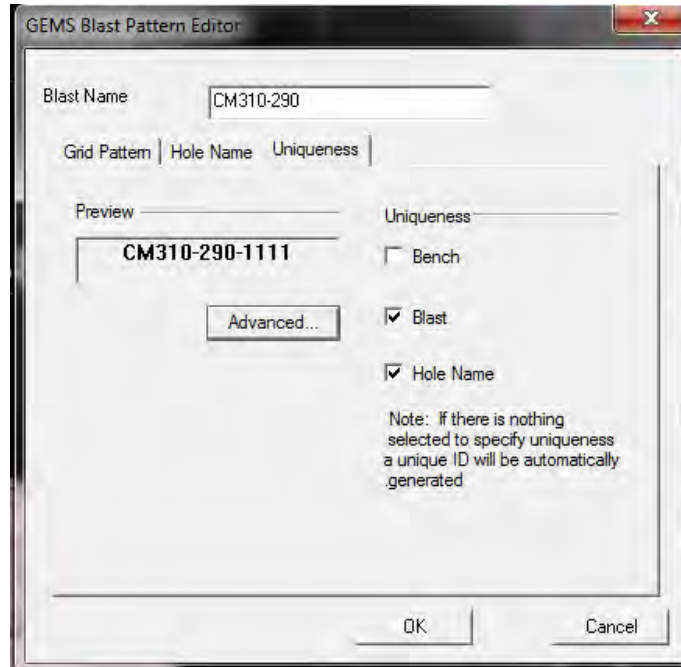 GEMS Blast Pattern Editor
Blast Name
CM310-290
Grid Pattern
Hole Name
Uniqueness
Preview
CM310-290-1111
Advanced...
Uniqueness
Bench
Blast
Hole Name
Note: If there is nothing
selected to specify uniqueness
a unique ID will be automatically
.generated
OK
Cancel